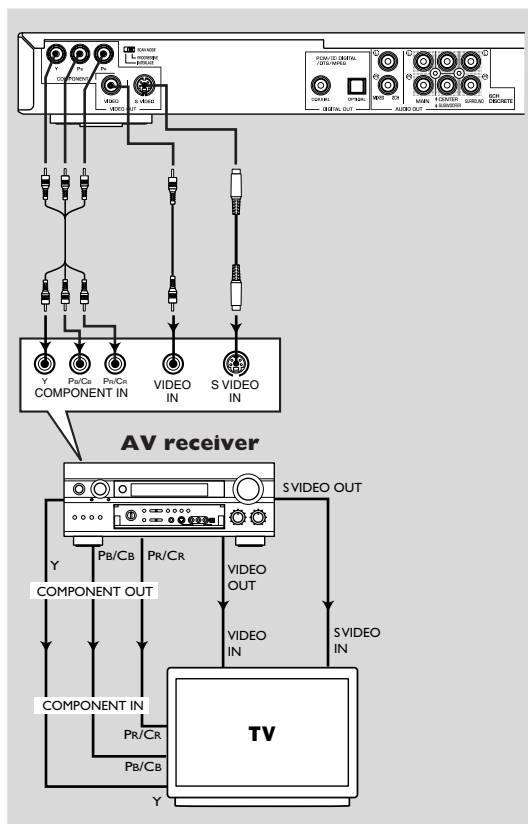 Y PB PR
SCAN MODE
PROGRESSIVE
INTERLACE
COMPONENT
VIDEO S VIDEO
VIDEO OUT
PCM/DIGITAL
/DTS/MPEG
COAXIAL OPTICAL
DIGITAL OUT
MIXED 2CH
MAIN CENTER SURROUND
SUBWOOFER
AUDIO OUT
6CH
DISCRETE
Y PB/CB PR/CR
COMPONENT IN
VIDEO
IN
S VIDEO
IN
AV receiver
S VIDEO OUT
Y
PB/CB PR/CR
COMPONENT OUT
VIDEO
OUT
VIDEO
IN
S VIDEO
IN
COMPONENT IN
PR/CR
PB/CB
Y
TV